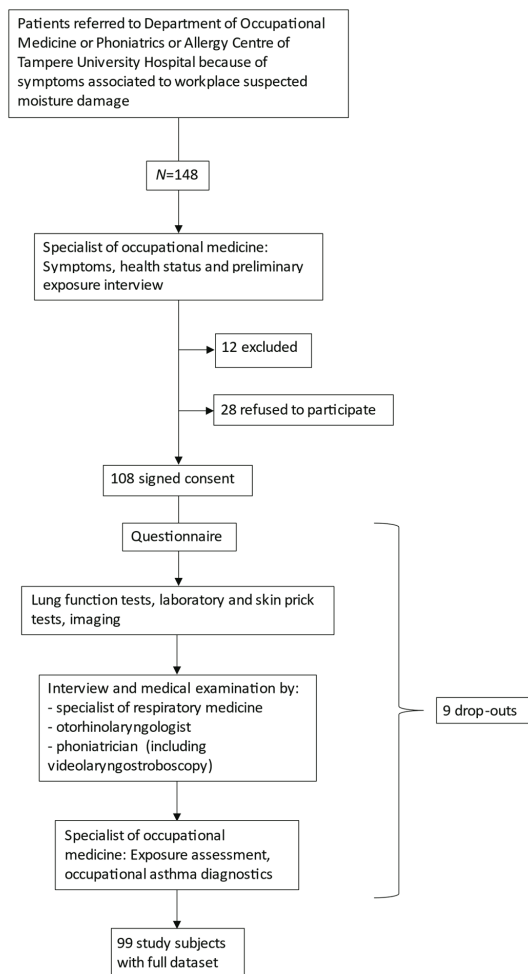 Patients referred to Department of Occupational
Medicine or Phoniatrics or Allergy Centre of
Tampere University Hospital because of
symptoms associated to workplace suspected
moisture damage
N=148
Specialist of occupational medicine:
Symptoms, health status and preliminary
exposure interview
12 excluded
28 refused to participate
108 signed consent
Questionnaire
Lung function tests, laboratory and skin prick
tests, imaging
Interview and medical examination by:
- specialist of respiratory medicine
- otorhinolaryngologist
- phoniatrician (including
videolaryngostroboscopy)
9 drop-outs
Specialist of occupational
medicine: Exposure assessment,
occupational asthma diagnostics
99 study subjects
with full dataset